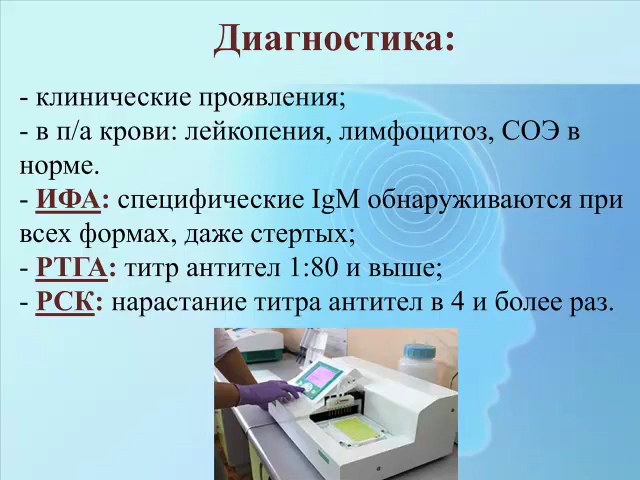 Диагностика:
- клинические проявления;
- в п/а крови: лейкопения, лимфоцитоз, СОЭ в
норме.
- ИФА: специфические IgM обнаруживаются при
всех формах, даже стертых;
- РТГА: титр антител 1:80 и выше;
- РСК: нарастание титра антител в 4 и более раз.